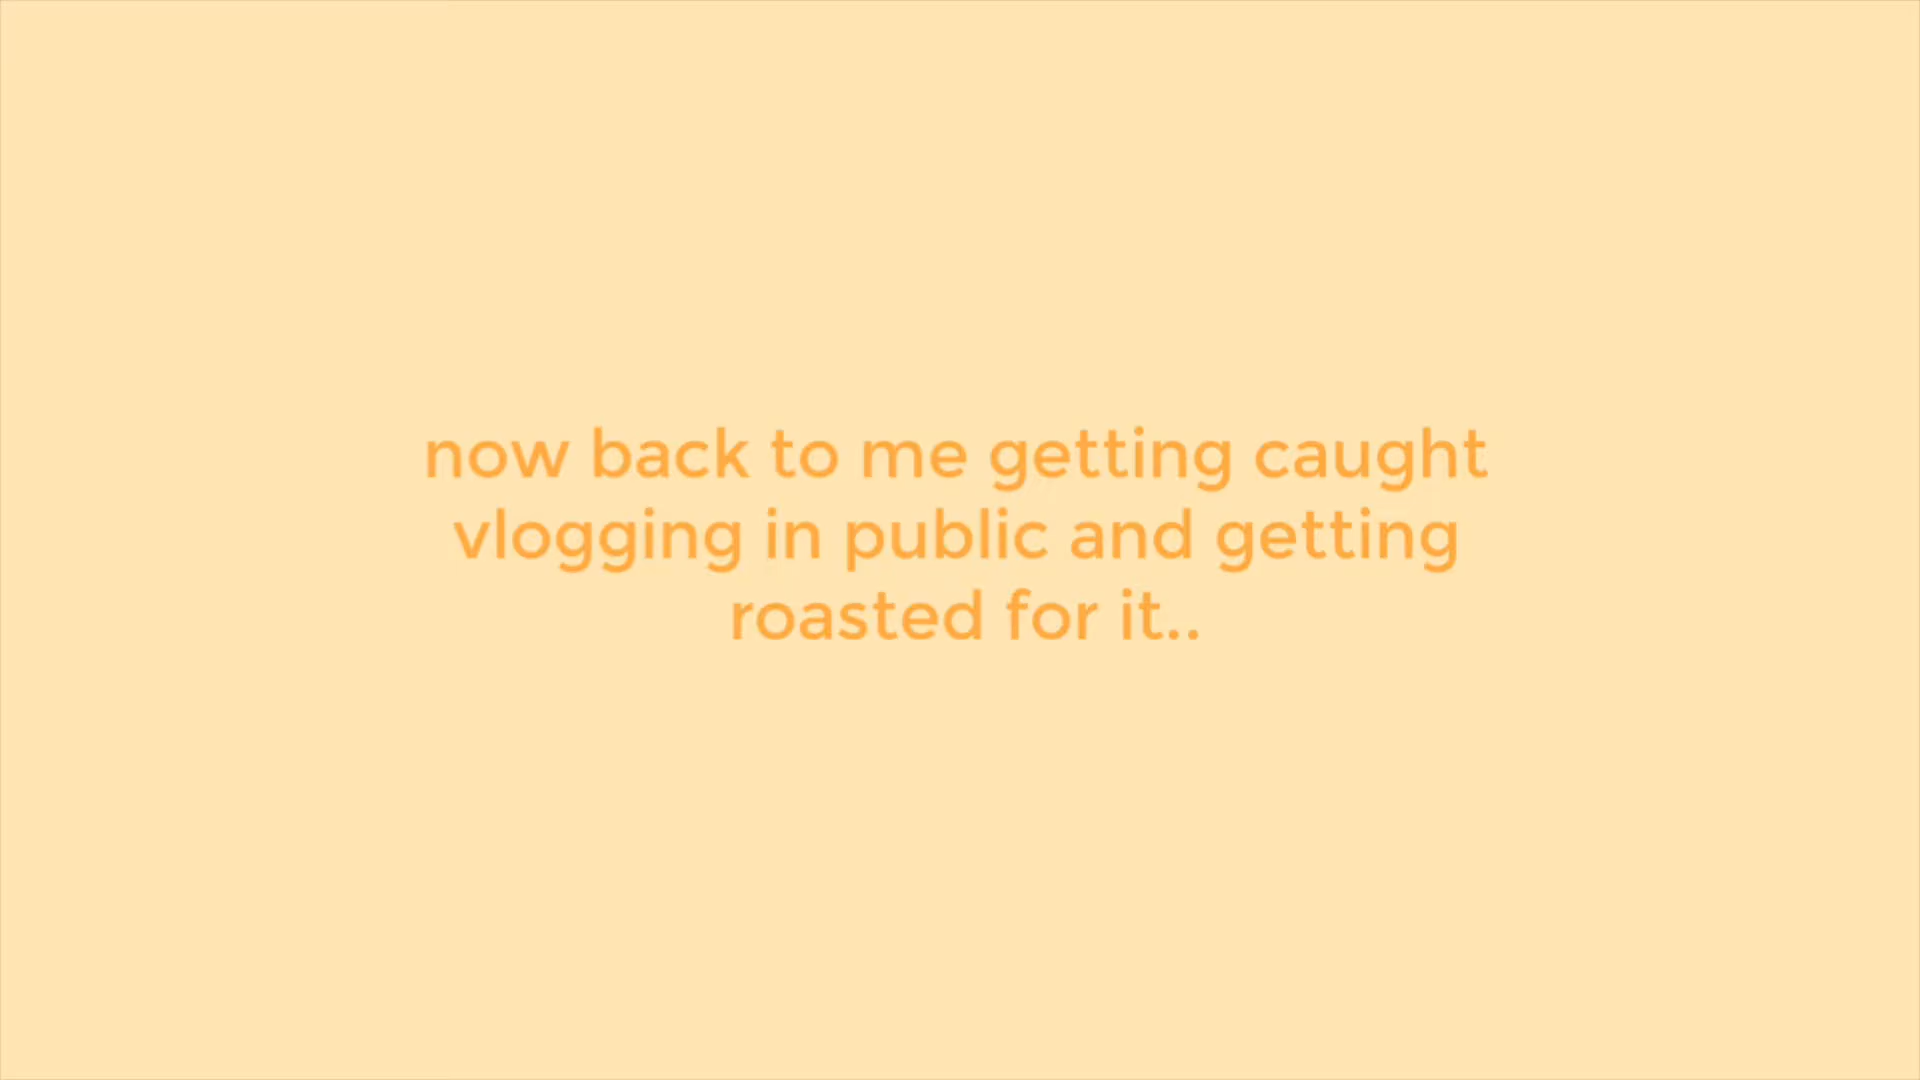 now back to me getting caught
vlogging in public and getting
roasted for it..